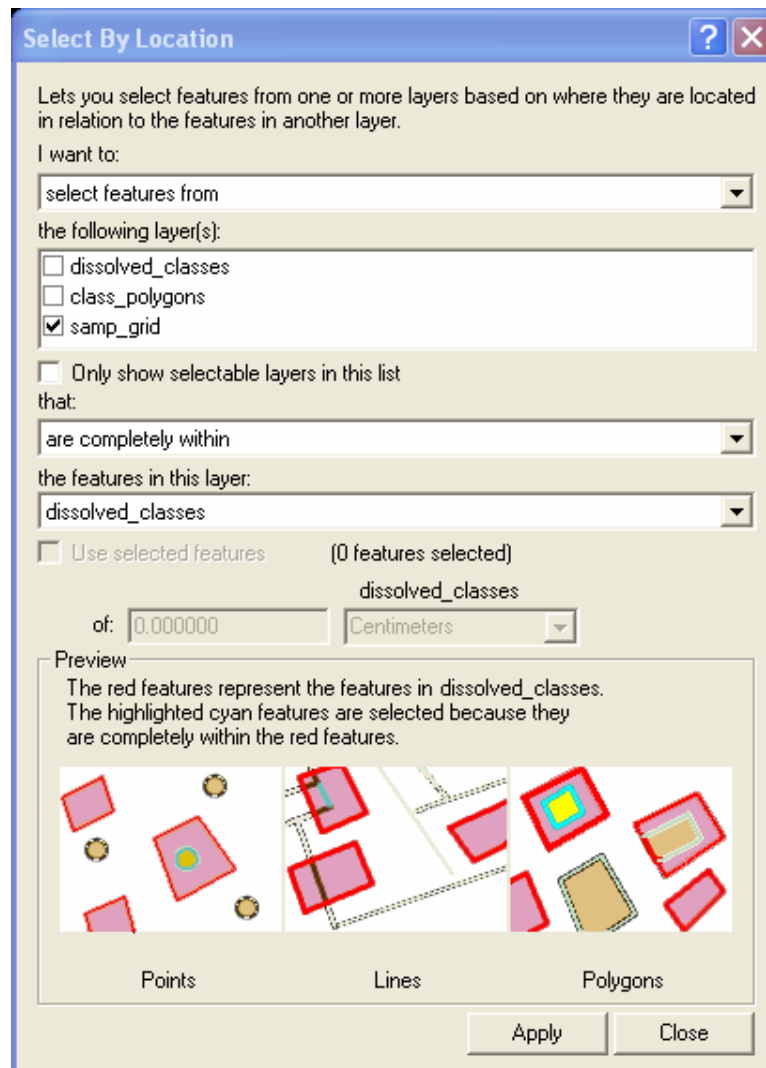 Select By Location
Lets you select features from one or more layers based on where they are located
in relation to the features in another layer.
I want to:
select features from
the following layer(s):
dissolved_classes
class_polygons
samp_grid
Only show selectable layers in this list
that:
are completely within
the features in this layer:
dissolved_classes
Use selected features (0 features selected)
dissolved_classes
of: 0.000000 Centimeters
Preview
The red features represent the features in dissolved_classes.
The highlighted cyan features are selected because they
are completely within the red features.
Points Lines Polygons
Apply Close